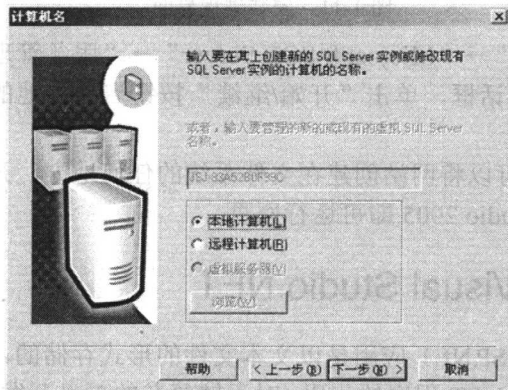 计算机名
输入要在其上创建新的 SQL Server 实例或修改现有
SQL Server 实例的计算机的名称。
或者，输入要管理的新的或现有的虚拟 SQL Server
名称。
本地计算机(L)
远程计算机(R)
虚拟服务器(V)
浏览(W)...
帮助
< 上一步(B)
下一步(N) >
取消